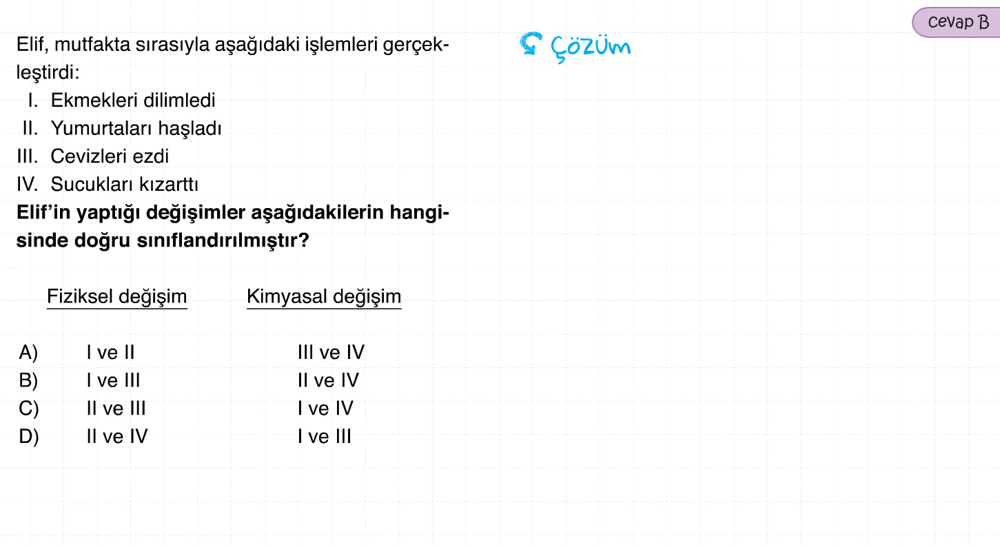 Elif, mutfakta sırasıyla aşağıdaki işlemleri gerçek-
leştirdi:
I. Ekmekleri dilimledi
II. Yumurtaları haşladı
III. Cevizleri ezdi
IV. Sucukları kızarttı
Elif’in yaptığı değişimler aşağıdakilerin hangi-
sinde doğru sınıflandırılmıştır?
Fiziksel değişim Kimyasal değişim
A) I ve II III ve IV
B) I ve III II ve IV
C) II ve III I ve IV
D) II ve IV I ve III
Çözüm
Cevap B